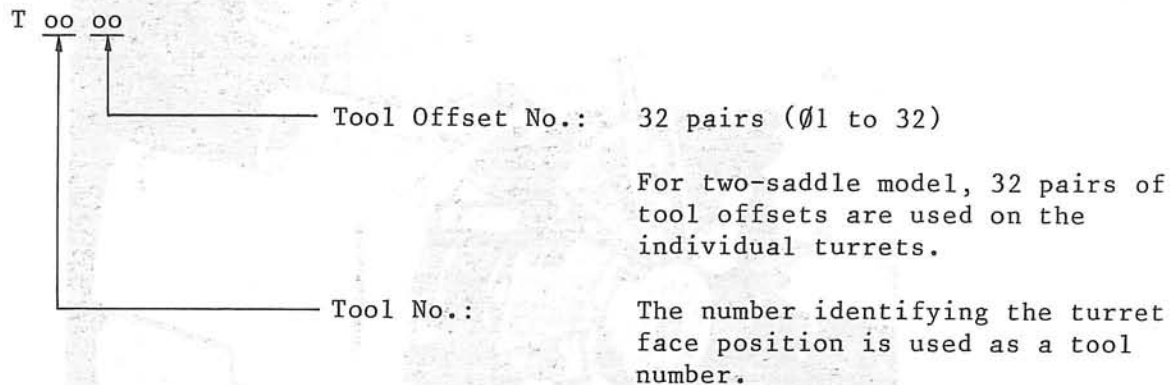 T oo oo
Tool Offset No.: 32 pairs (Ø1 to 32)
For two-saddle model, 32 pairs of
tool offsets are used on the
individual turrets.
Tool No.: The number identifying the turret
face position is used as a tool
number.